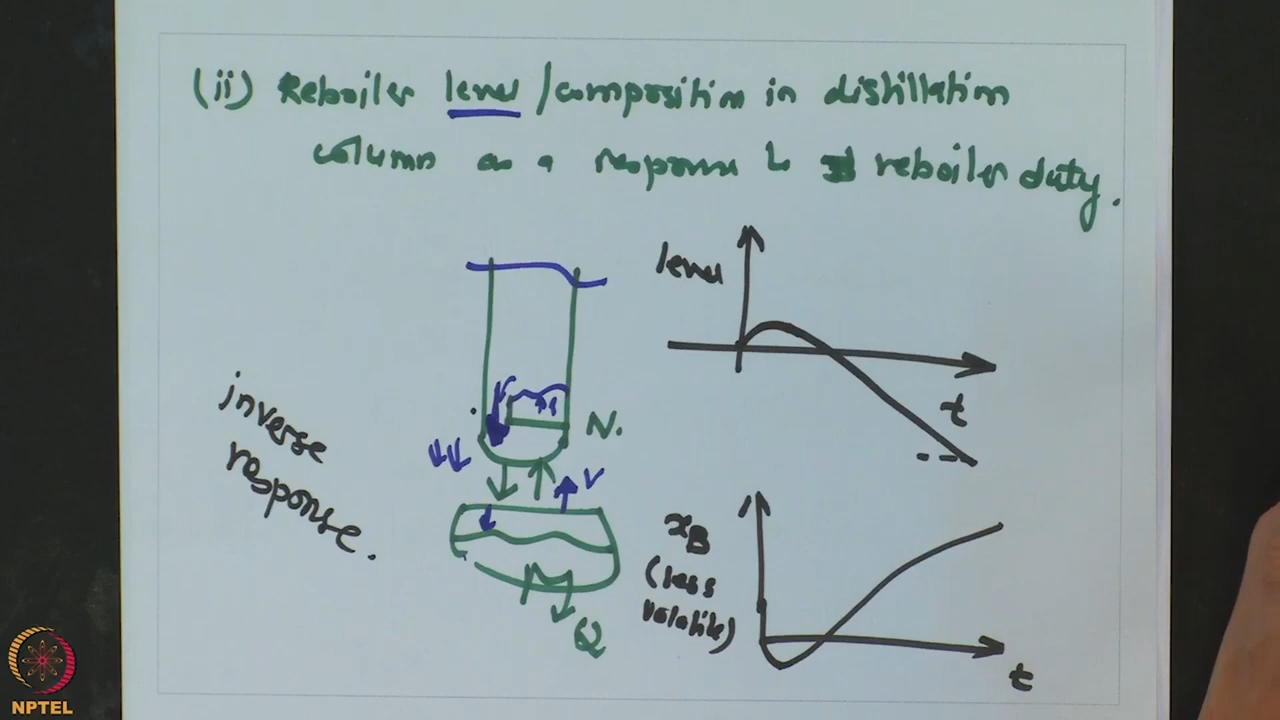 (ii) Reboiler level/composition in distillation
column as a response to reboiler duty.
level
t
inverse
response.
N.
V
Q
xB
(less
volatile)
t
NPTEL